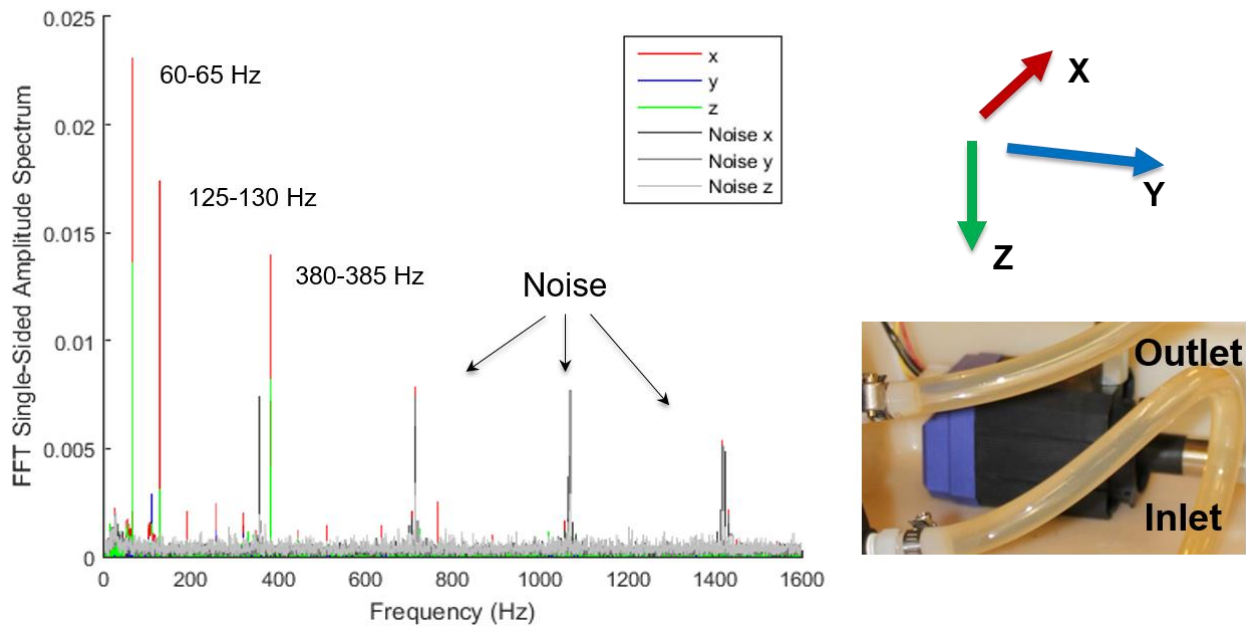 0.025
0.02
0.015
0.01
0.005
0
FFT Single-Sided Amplitude Spectrum
60-65 Hz
125-130 Hz
380-385 Hz
Noise
x
y
z
Noise x
Noise y
Noise z
0 200 400 600 800 1000 1200 1400 1600
Frequency (Hz)
X
Y
Z
Outlet
Inlet